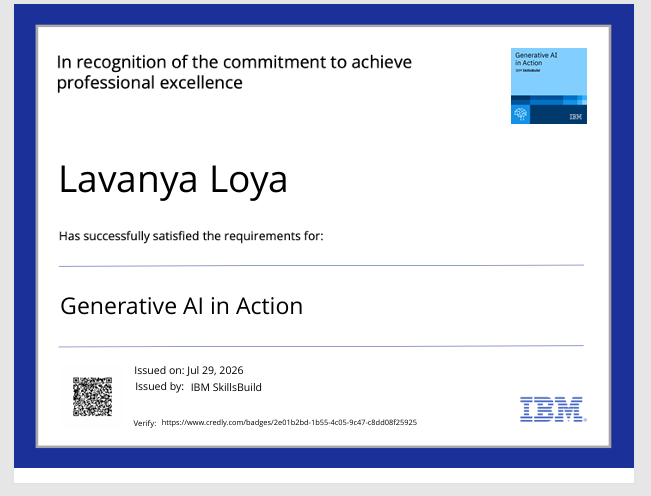 In recognition of the commitment to achieve
professional excellence
Generative AI
in Action
IBM SkillsBuild
IBM
Lavanya Loya
Has successfully satisfied the requirements for:
Generative AI in Action
Issued on: Jul 29, 2026
Issued by: IBM SkillsBuild
Verify: https://www.credly.com/badges/2e01b2bd-1b55-4c05-9c47-c8dd08f25925
IBM